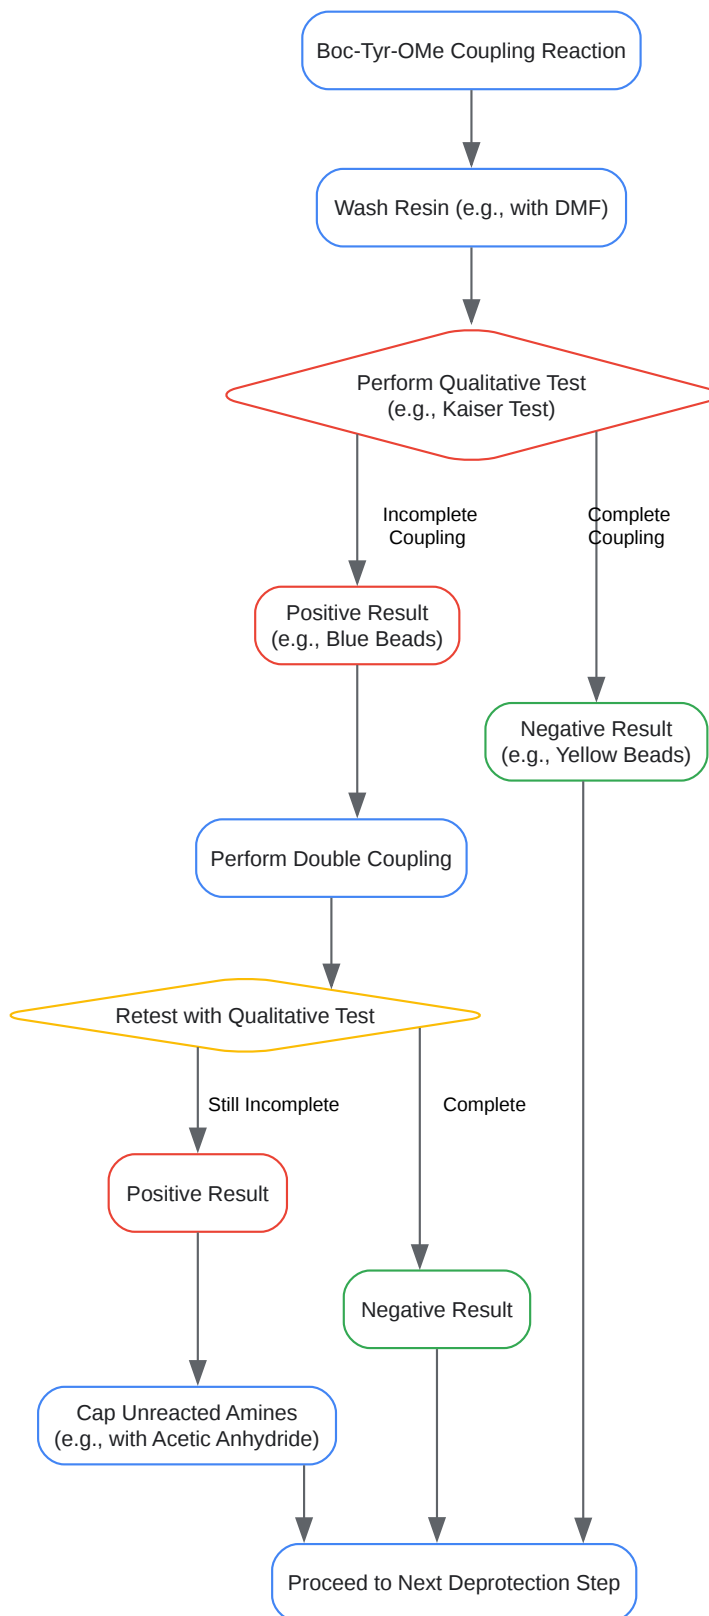 Boc-Tyr-OMe Coupling Reaction
Wash Resin (e.g., with DMF)
Perform Qualitative Test
(e.g., Kaiser Test)
Incomplete
Coupling
Complete
Coupling
Positive Result
(e.g., Blue Beads)
Negative Result
(e.g., Yellow Beads)
Perform Double Coupling
Retest with Qualitative Test
Still Incomplete
Complete
Positive Result
Negative Result
Cap Unreacted Amines
(e.g., with Acetic Anhydride)
Proceed to Next Deprotection Step